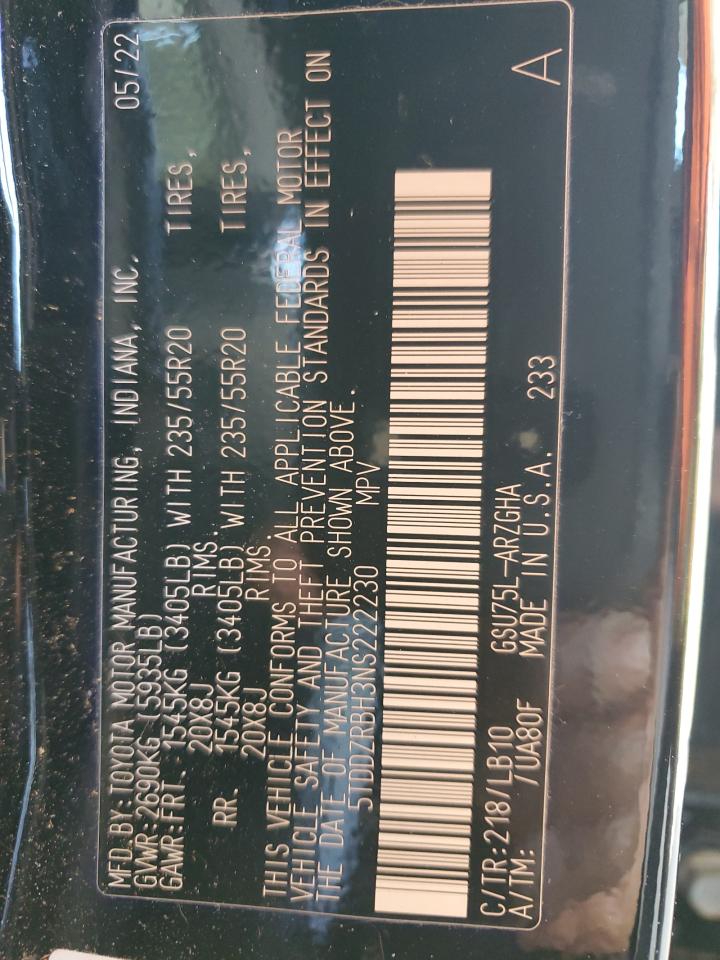 MFD.BY:TOYOTA MOTOR MANUFACTURING, INDIANA, INC. 05/22
GVWR:2690KG (5935LB)
GAWR:FRT. 1545KG (3405LB) WITH 235/55R20 TIRES,
20X8J RIMS.
RR. 1545KG (3405LB) WITH 235/55R20 TIRES,
20X8J RIMS
THIS VEHICLE CONFORMS TO ALL APPLICABLE FEDERAL MOTOR
VEHICLE SAFETY AND THEFT PREVENTION STANDARDS IN EFFECT ON
THE DATE OF MANUFACTURE SHOWN ABOVE.
5TDDZRBH3NS222230 MPV
C/TR:218/LB10 GSU75L-ARZGHA
A/TM: /UA80F MADE IN U.S.A. 233 A